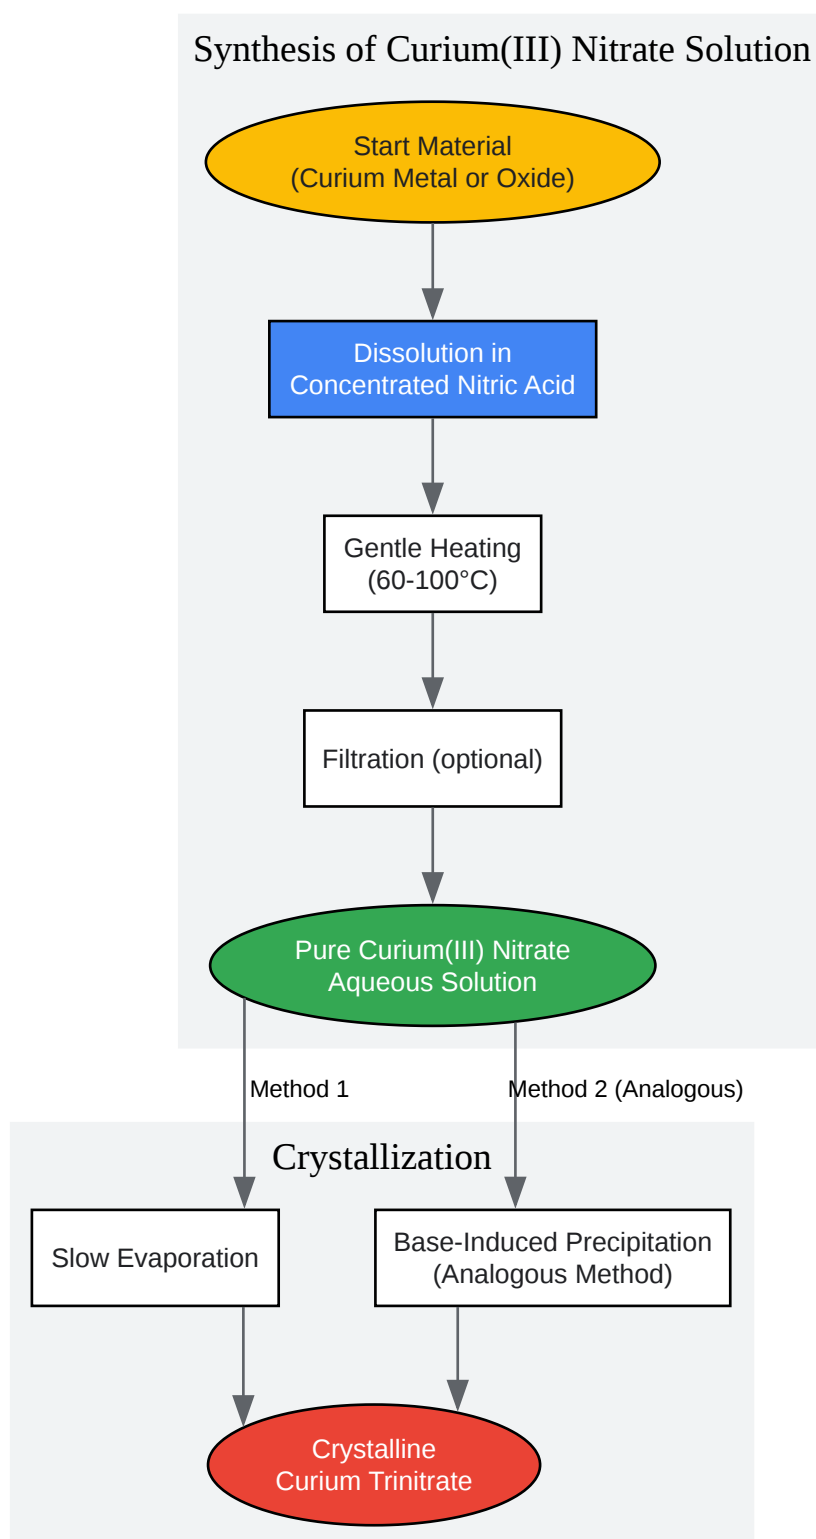 Synthesis of Curium(III) Nitrate Solution
Start Material
(Curium Metal or Oxide)
Dissolution in
Concentrated Nitric Acid
Gentle Heating
(60-100°C)
Filtration (optional)
Pure Curium(III) Nitrate
Aqueous Solution
Method 1
Method 2 (Analogous)
Crystallization
Slow Evaporation
Base-Induced Precipitation
(Analogous Method)
Crystalline
Curium Trinitrate